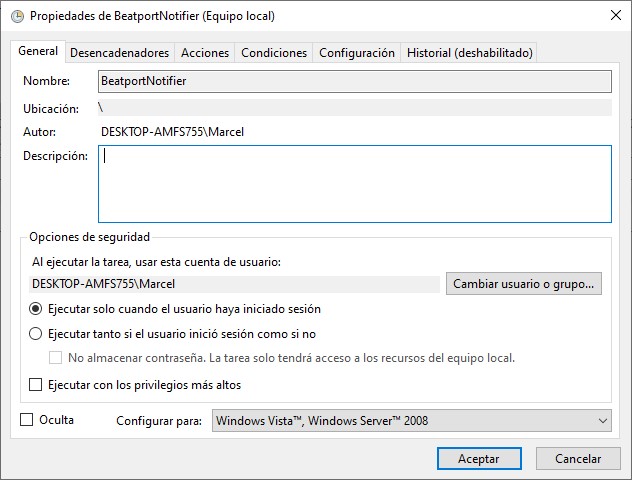 Propiedades de BeatportNotifier (Equipo local)
General Desencadenadores Acciones Condiciones Configuración Historial (deshabilitado)
Nombre: BeatportNotifier
Ubicación: \
Autor: DESKTOP-AMFS755\Marcel
Descripción:
Opciones de seguridad
Al ejecutar la tarea, usar esta cuenta de usuario:
DESKTOP-AMFS755\Marcel Cambiar usuario o grupo...
Ejecutar solo cuando el usuario haya iniciado sesión
Ejecutar tanto si el usuario inició sesión como si no
No almacenar contraseña. La tarea solo tendrá acceso a los recursos del equipo local.
Ejecutar con los privilegios más altos
Oculta Configurar para: Windows Vista™, Windows Server™ 2008
Aceptar Cancelar